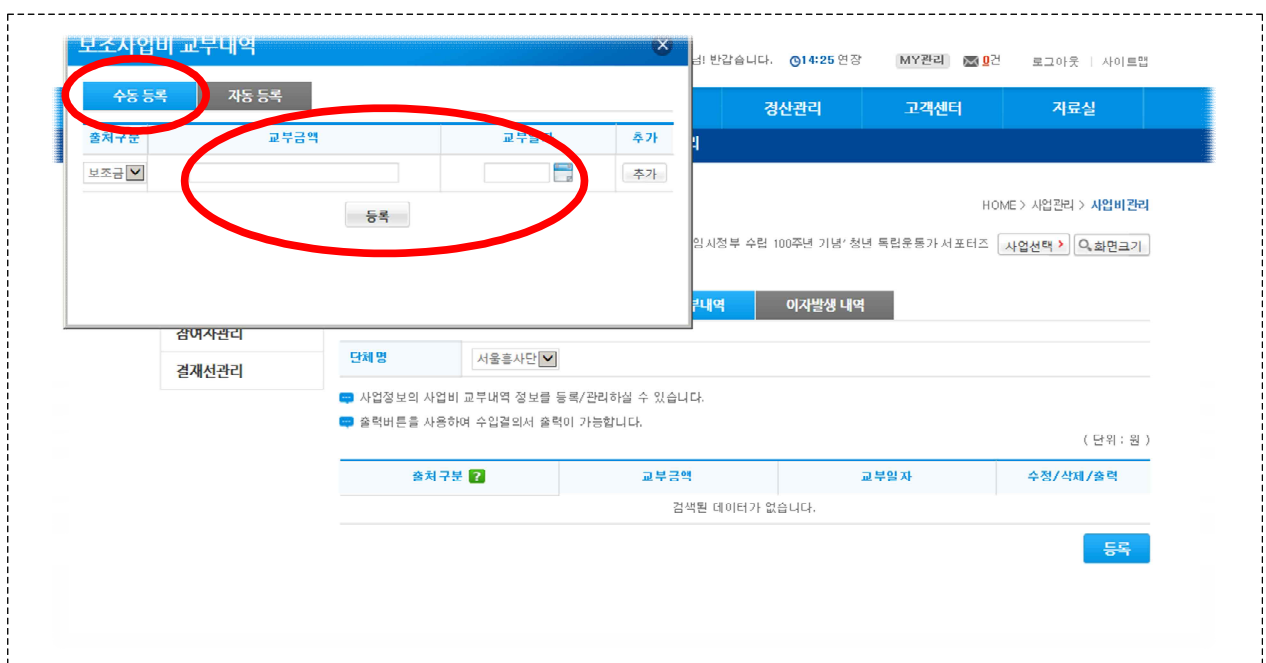 보조사업비 교부내역
님! 반갑습니다. 14:25 연장 MY관리 0건 로그아웃 | 사이트맵
수동 등록 자동 등록
정산관리 고객센터 자료실
출처구분 교부금액 추가
보조금 추가
등록
HOME > 사업관리 > 사업비관리
임시정부 수립 100주년 기념' 청년 독립운동가 서포터즈 사업선택 화면크기
부내역 이자발생 내역
참여자관리
결재선관리
단체명 서울흥사단
사업정보의 사업비 교부내역 정보를 등록/관리하실 수 있습니다.
출력버튼을 사용하여 수입결의서 출력이 가능합니다.
( 단위 : 원 )
출처구분 ? 교부금액 교부일자 수정/삭제/출력
검색된 데이터가 없습니다.
등록